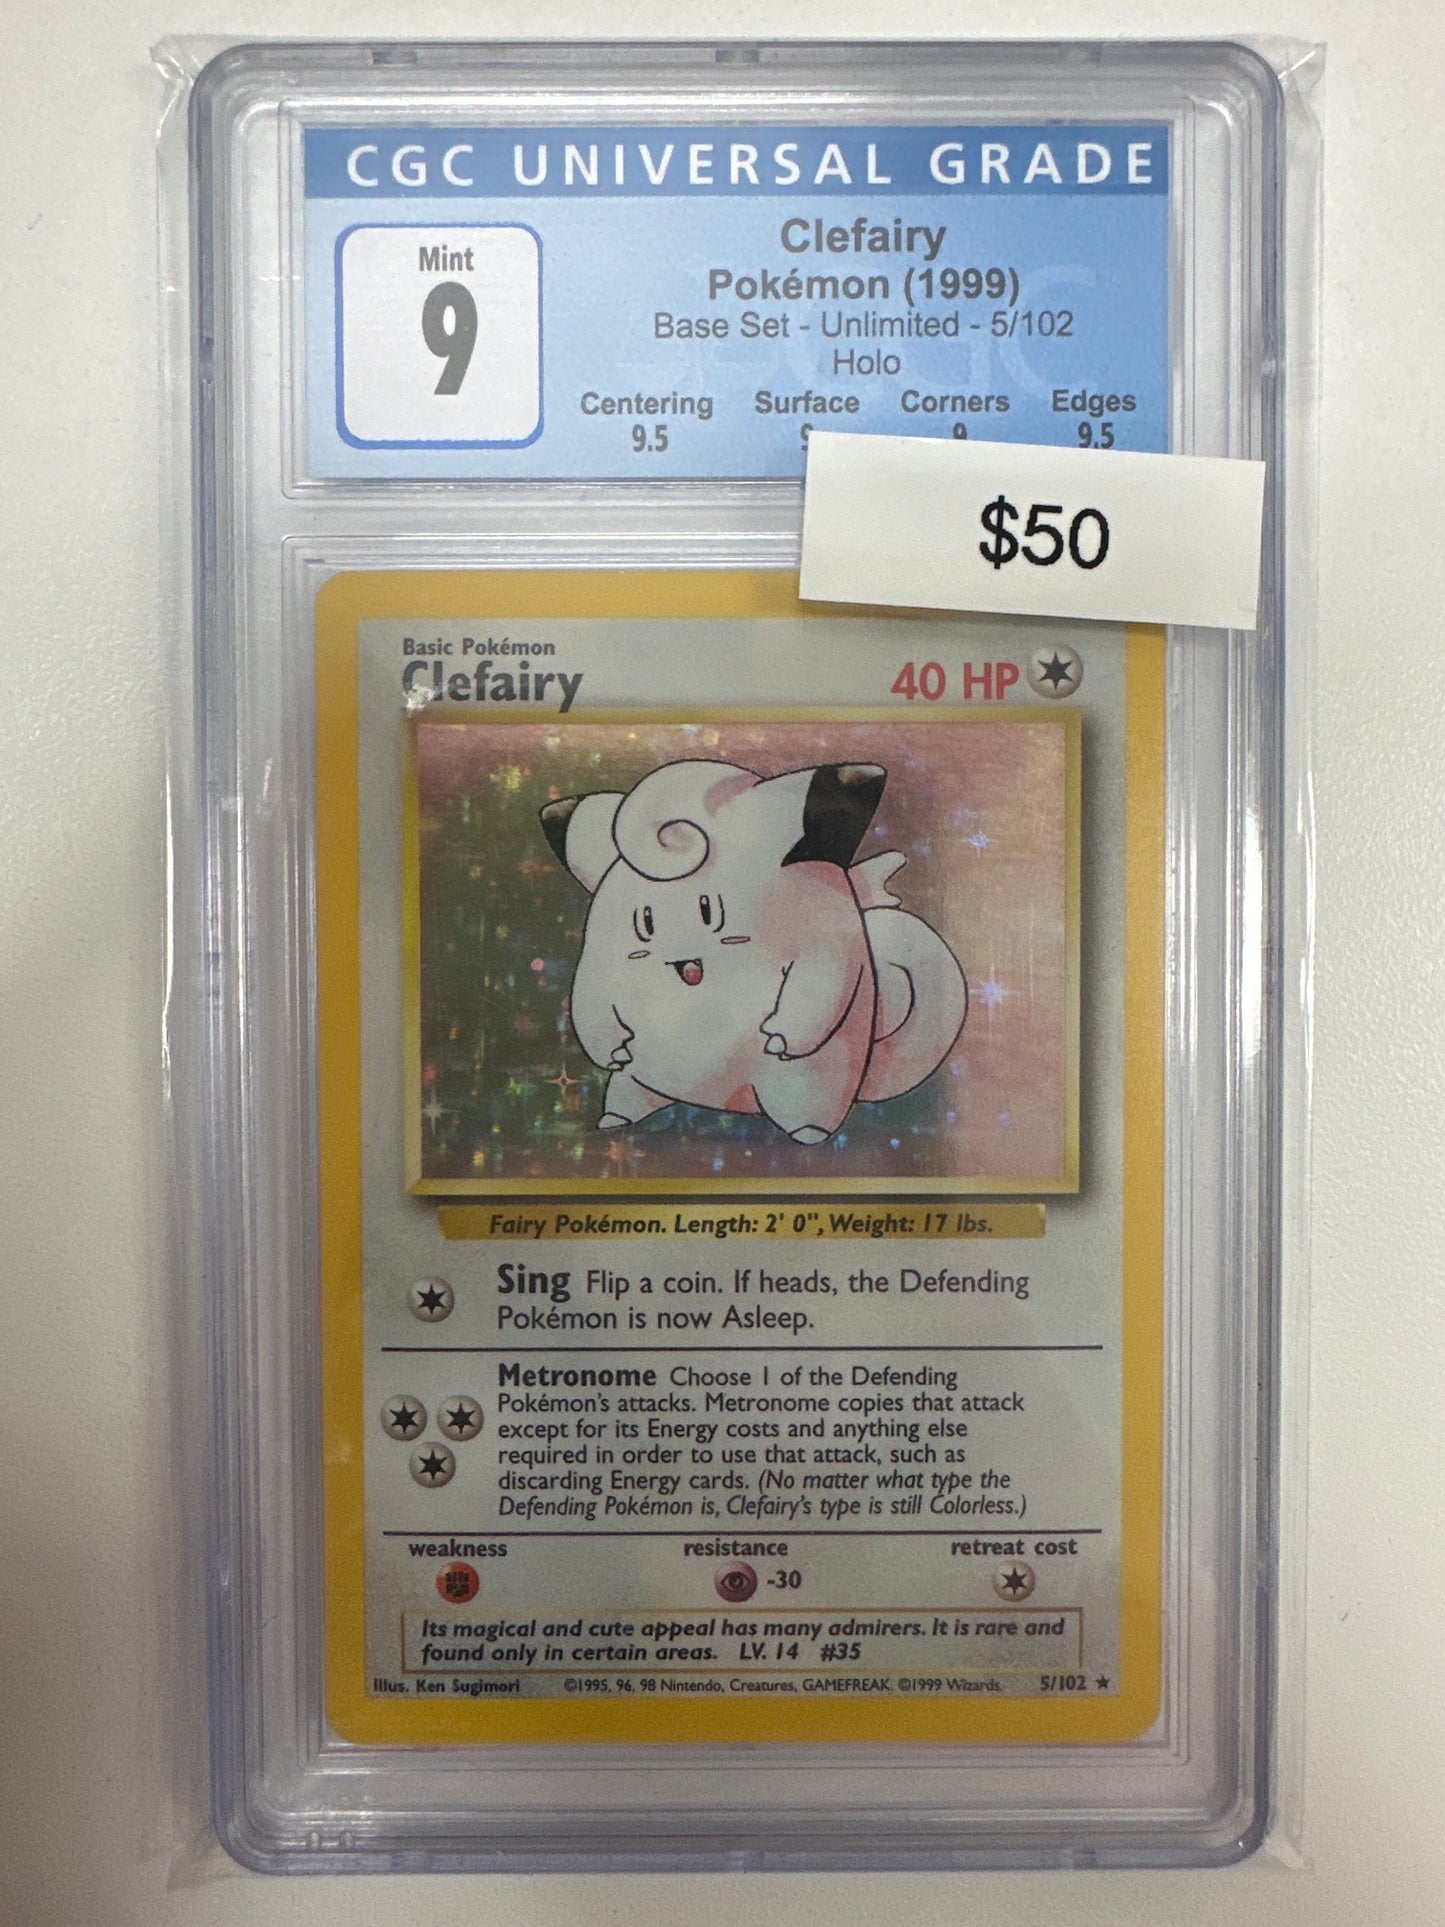 CGC UNIVERSAL GRADE
Mint
9
Clefairy
Pokémon (1999)
Base Set - Unlimited - 5/102
Holo
Centering Surface Corners Edges
9.5 9 9 9.5
$50
Basic Pokémon
Clefairy 40 HP
Fairy Pokémon. Length: 2' 0", Weight: 17 lbs.
Sing Flip a coin. If heads, the Defending
Pokémon is now Asleep.
Metronome Choose 1 of the Defending
Pokémon's attacks. Metronome copies that attack
except for its Energy costs and anything else
required in order to use that attack, such as
discarding Energy cards. (No matter what type the
Defending Pokémon is, Clefairy's type is still Colorless.)
weakness resistance retreat cost
-30
Its magical and cute appeal has many admirers. It is rare and
found only in certain areas. LV. 14 #35
Illus. Ken Sugimori ©1995, 96, 98 Nintendo, Creatures, GAMEFREAK. ©1999 Wizards. 5/102 ★